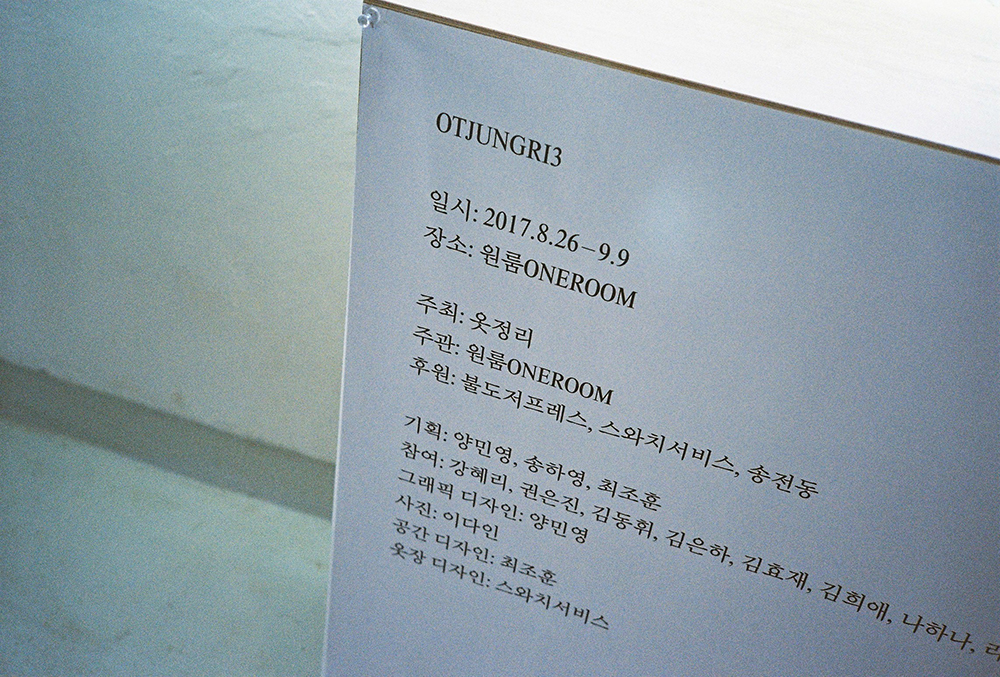 OTJUNGRI3
일시: 2017.8.26–9.9
장소: 원룸ONEROOM
주최: 옷정리
주관: 원룸ONEROOM
후원: 불도저프레스, 스와치서비스, 송전동
기획: 양민영, 송하영, 최조훈
참여: 강혜리, 권은진, 김동휘, 김은하, 김효재, 김희애, 나하나,
그래픽 디자인: 양민영
사진: 이다인
공간 디자인: 최조훈
옷장 디자인: 스와치서비스